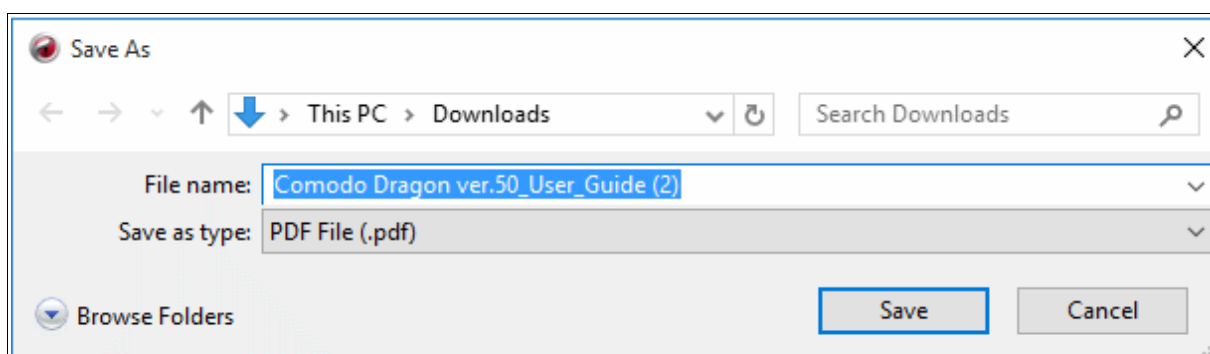 Save As
This PC > Downloads
Search Downloads
File name: Comodo Dragon ver.50_User_Guide (2)
Save as type: PDF File (.pdf)
Browse Folders
Save
Cancel